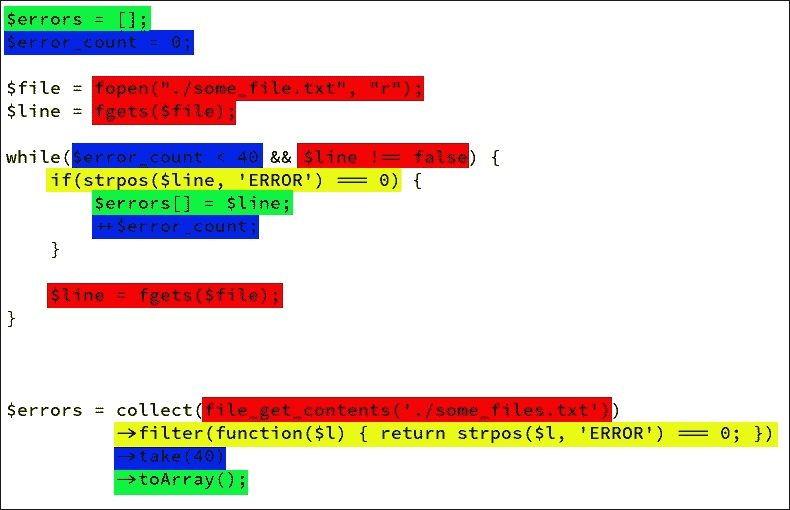 $errors = [];
$error_count = 0;
$file = fopen("./some_file.txt", "r");
$line = fgets($file);
while($error_count < 40 && $line !== false) {
if(strpos($line, 'ERROR') === 0) {
$errors[] = $line;
++$error_count;
}
$line = fgets($file);
}
$errors = collect(file_get_contents('./some_files.txt'))
->filter(function($l) { return strpos($l, 'ERROR') === 0; })
->take(40)
->toArray();